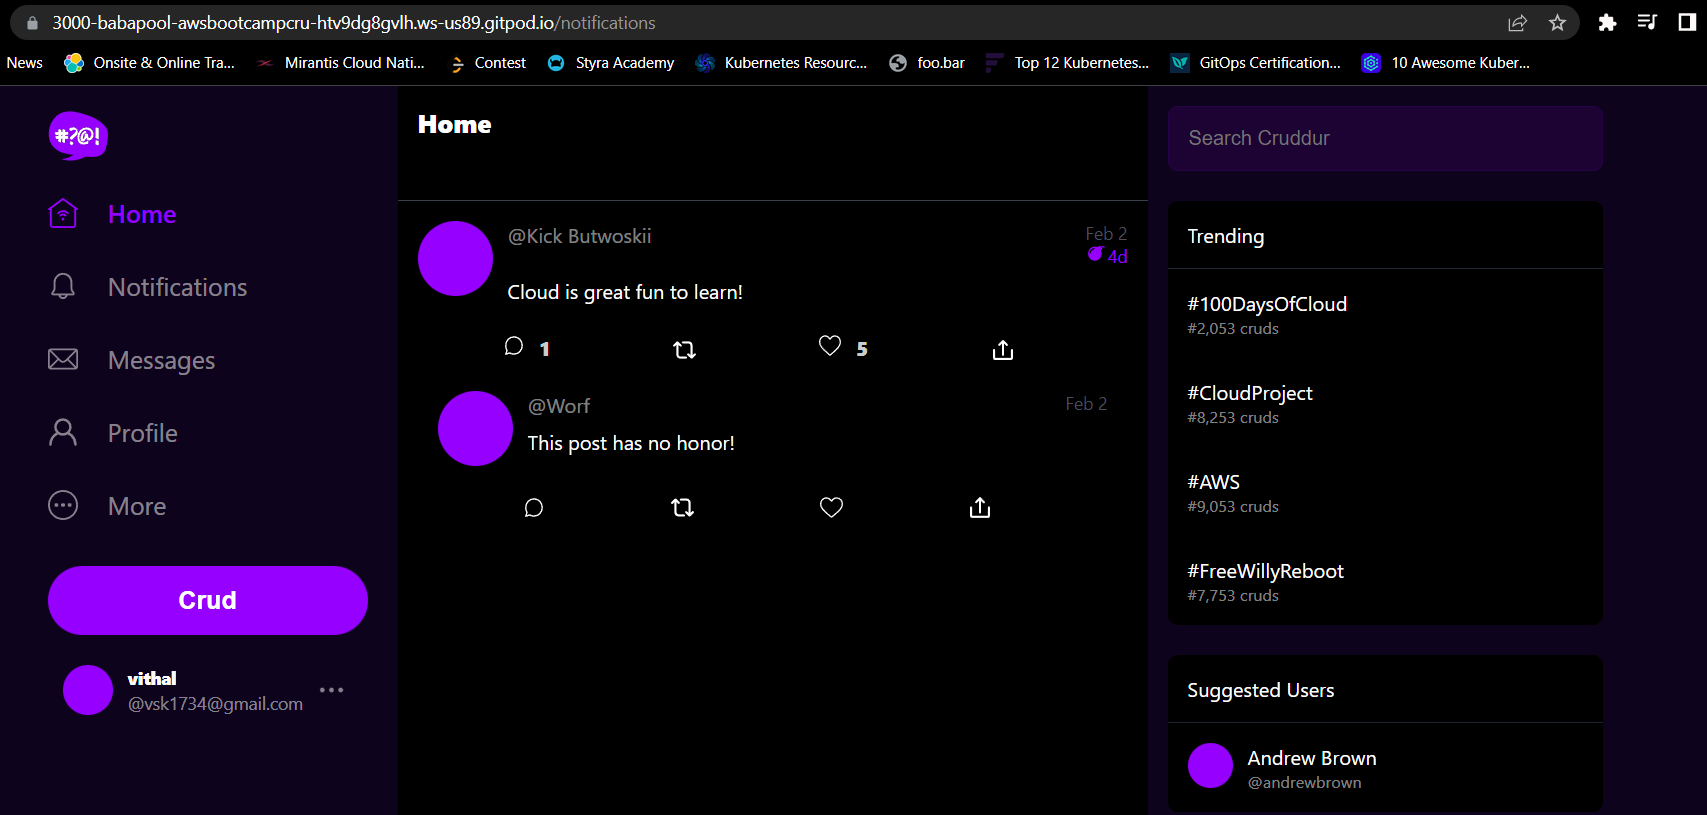 3000-babapool-awsbootcampcru-htv9dg8gvlh.ws-us89.gitpod.io/notifications
News Onsite & Online Tra... Mirantis Cloud Nati... Contest Styra Academy Kubernetes Resourc... foo.bar Top 12 Kubernetes... GitOps Certification... 10 Awesome Kuber...
#?@!
Home
Notifications
Messages
Profile
More
Crud
vithal
@vsk1734@gmail.com
Home
@Kick Butwoskii
Feb 2
4d
Cloud is great fun to learn!
1 5
@Worf
Feb 2
This post has no honor!
Search Cruddur
Trending
#100DaysOfCloud
#2,053 cruds
#CloudProject
#8,253 cruds
#AWS
#9,053 cruds
#FreeWillyReboot
#7,753 cruds
Suggested Users
Andrew Brown
@andrewbrown